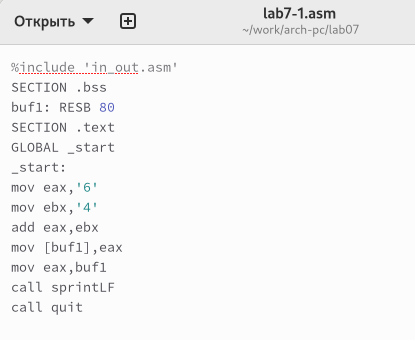 Открыть
lab7-1.asm
~/work/arch-pc/lab07
%include 'in_out.asm'
SECTION .bss
buf1: RESB 80
SECTION .text
GLOBAL _start
_start:
mov eax,'6'
mov ebx,'4'
add eax,ebx
mov [buf1],eax
mov eax,buf1
call sprintLF
call quit